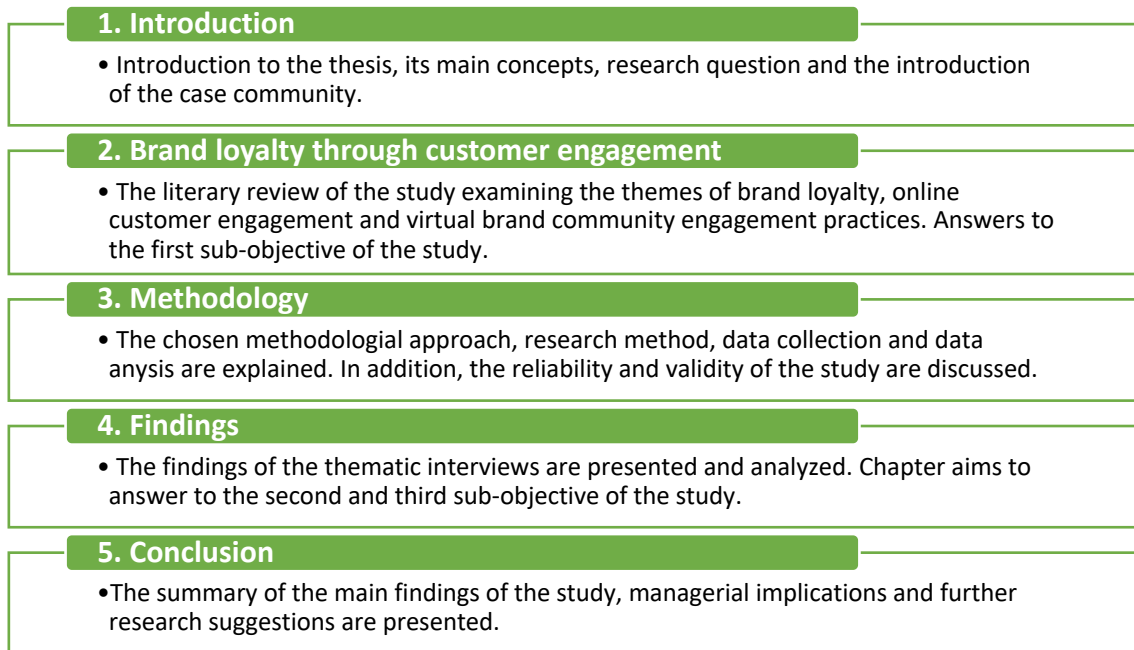 1. Introduction
• Introduction to the thesis, its main concepts, research question and the introduction
of the case community.
2. Brand loyalty through customer engagement
• The literary review of the study examining the themes of brand loyalty, online
customer engagement and virtual brand community engagement practices. Answers to
the first sub-objective of the study.
3. Methodology
• The chosen methodologial approach, research method, data collection and data
anysis are explained. In addition, the reliability and validity of the study are discussed.
4. Findings
• The findings of the thematic interviews are presented and analyzed. Chapter aims to
answer to the second and third sub-objective of the study.
5. Conclusion
•The summary of the main findings of the study, managerial implications and further
research suggestions are presented.